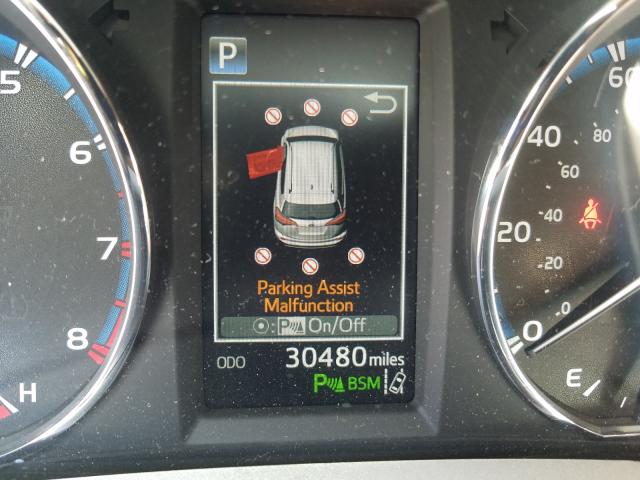 P
5
6
7
8
H
Parking Assist
Malfunction
: P On/Off
ODO 30480 miles
P BSM
60
80
40
60
40
20
20
0
0
E